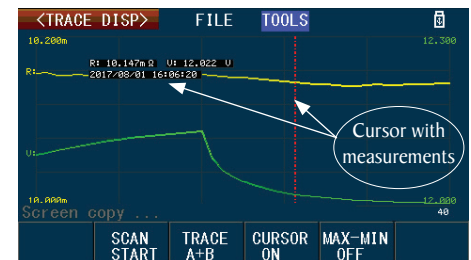 <TRACE DISP> FILE TOOLS
10.200m 12.300
R: 10.147mΩ U: 12.022 U
R:
2017/08/01 16:06:20
Cursor with
measurements
U:
10.000m 12.000
Screen copy ... 40
SCAN TRACE CURSOR MAX-MIN
START A+B ON OFF